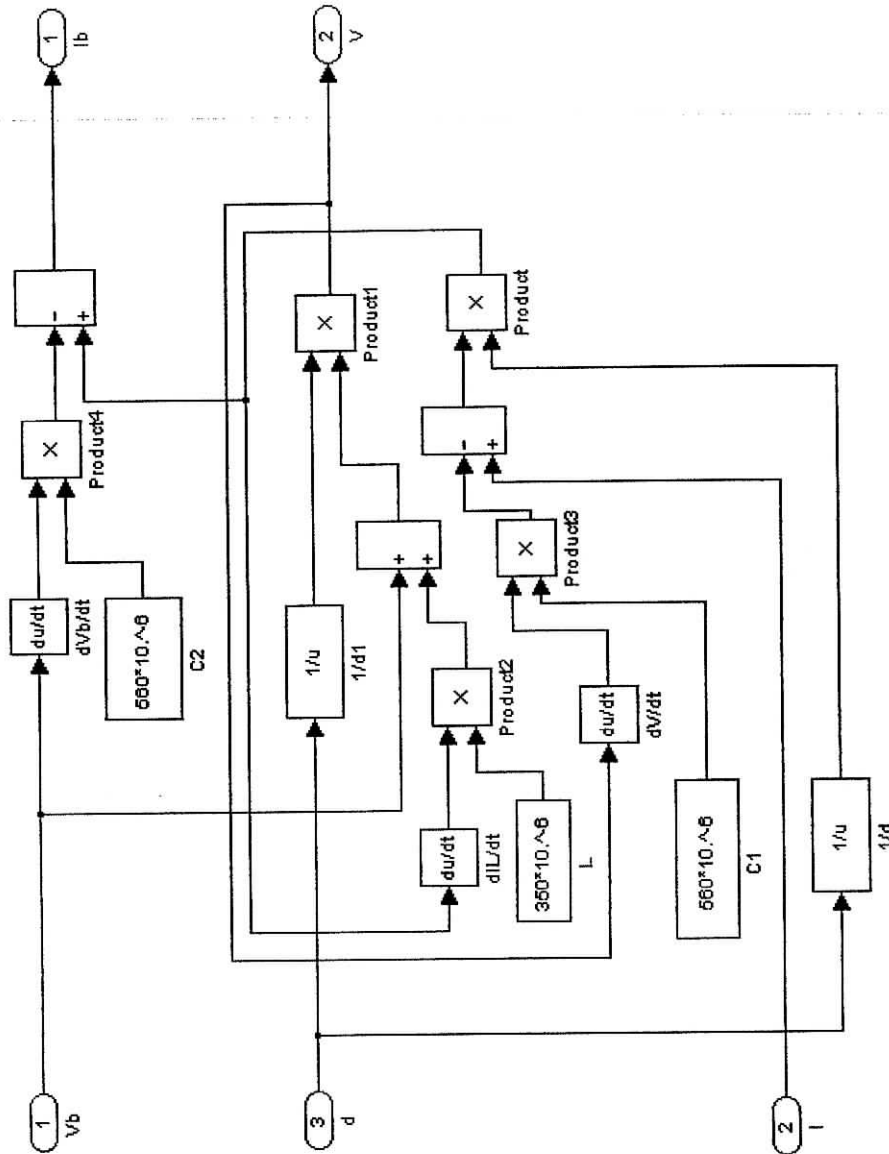 1
Vb
du/dt
dVb/dt
560*10.^-6
C2
×
Product4
-
+
1
Ib
3
d
1/u
1/d1
+
+
×
Product1
2
V
du/dt
dIL/dt
×
Product2
350*10.^-6
L
du/dt
dV/dt
×
Product3
-
+
×
Product
560*10.^-6
C1
2
I
1/u
1/d